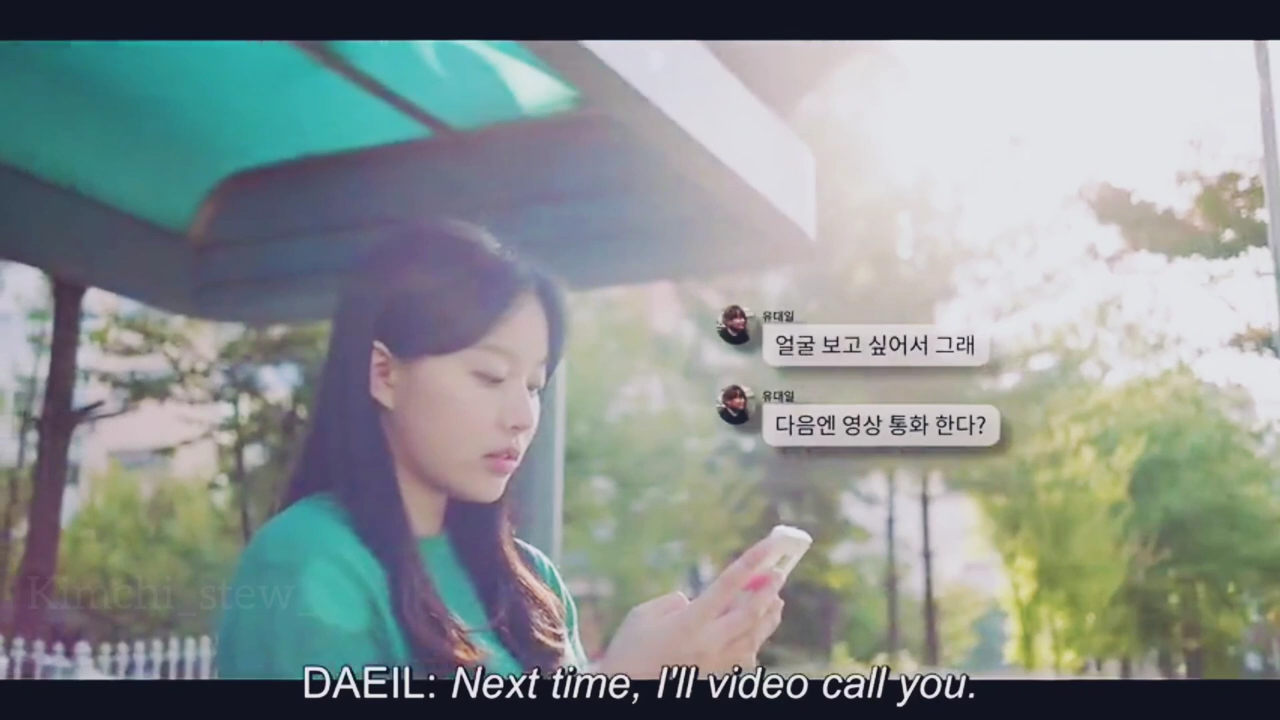 유대일
얼굴 보고 싶어서 그래
유대일
다음엔 영상 통화 한다?
Kimchi_stew_
DAEIL: Next time, I'll video call you.